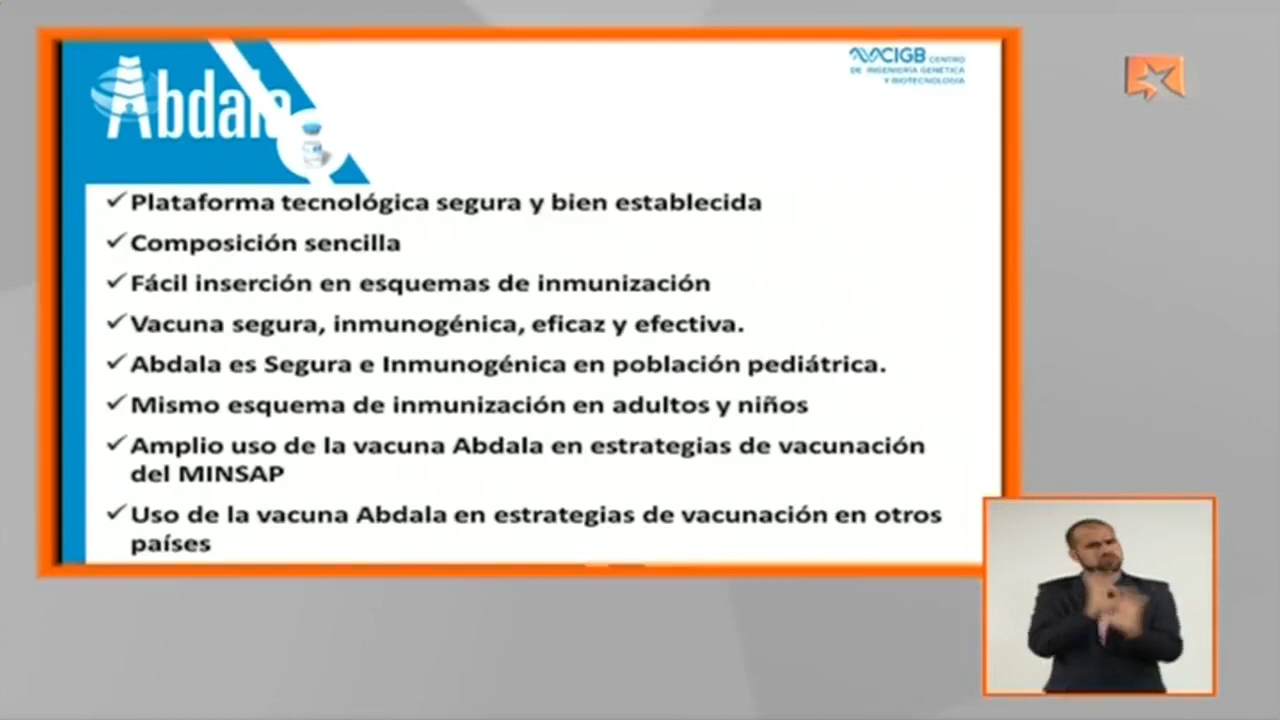 Abdala
CIGB CENTRO
DE INGENIERÍA GENÉTICA
Y BIOTECNOLOGÍA
✓Plataforma tecnológica segura y bien establecida
✓Composición sencilla
✓Fácil inserción en esquemas de inmunización
✓Vacuna segura, inmunogénica, eficaz y efectiva.
✓Abdala es Segura e Inmunogénica en población pediátrica.
✓Mismo esquema de inmunización en adultos y niños
✓Amplio uso de la vacuna Abdala en estrategias de vacunación
del MINSAP
✓Uso de la vacuna Abdala en estrategias de vacunación en otros
países